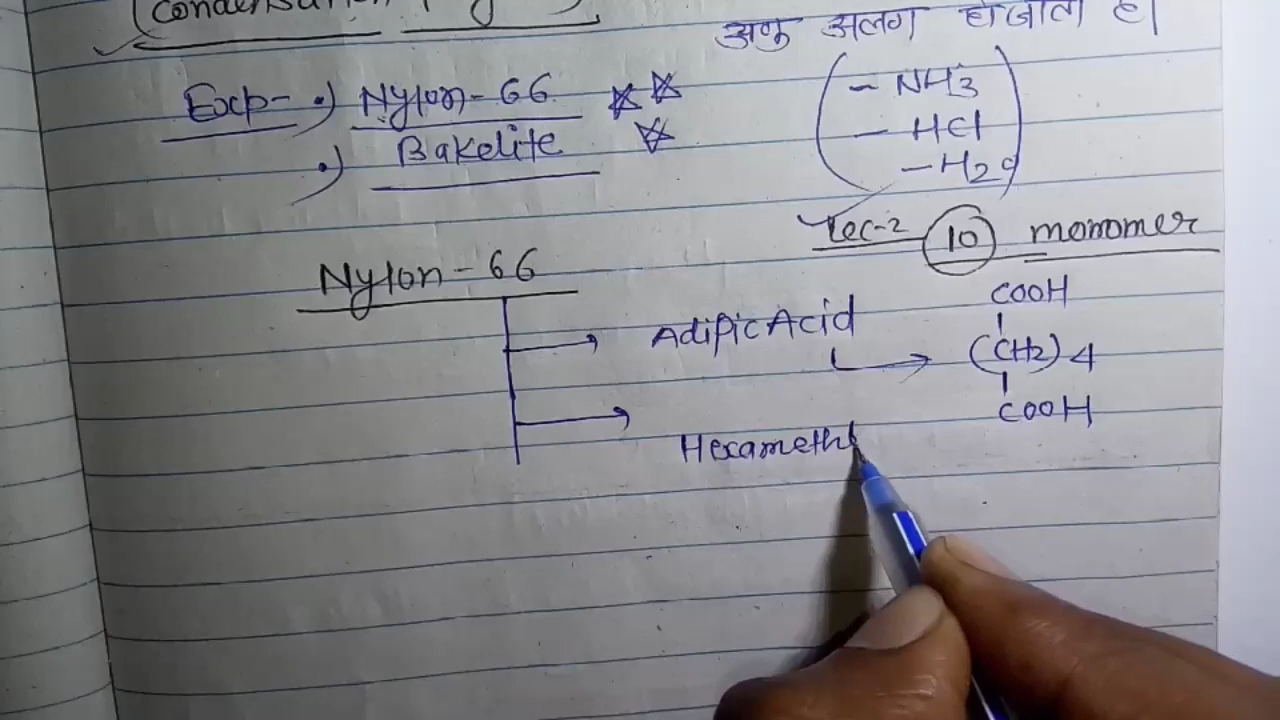 Condensation
अणु अलग हो जाता है।
Exp- •) Nylon-66
•) Bakelite
- NH3
- HCl
- H2O
Lec-2 10 monomer
Nylon-66
Adipic Acid
COOH
(CH2)4
COOH
Hexameth